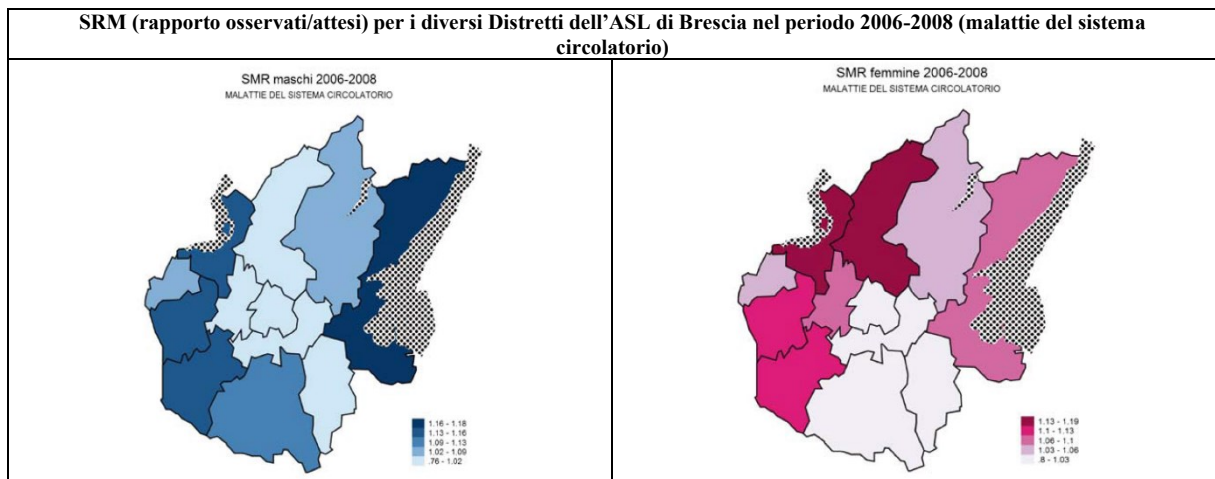 SRM (rapporto osservati/attesi) per i diversi Distretti dell'ASL di Brescia nel periodo 2006-2008 (malattie del sistema
circolatorio)
SMR maschi 2006-2008
MALATTIE DEL SISTEMA CIRCOLATORIO
1.16 - 1.18
1.13 - 1.16
1.09 - 1.13
1.02 - 1.09
.76 - 1.02
SMR femmine 2006-2008
MALATTIE DEL SISTEMA CIRCOLATORIO
1.13 - 1.19
1.1 - 1.13
1.06 - 1.1
1.03 - 1.06
.8 - 1.03